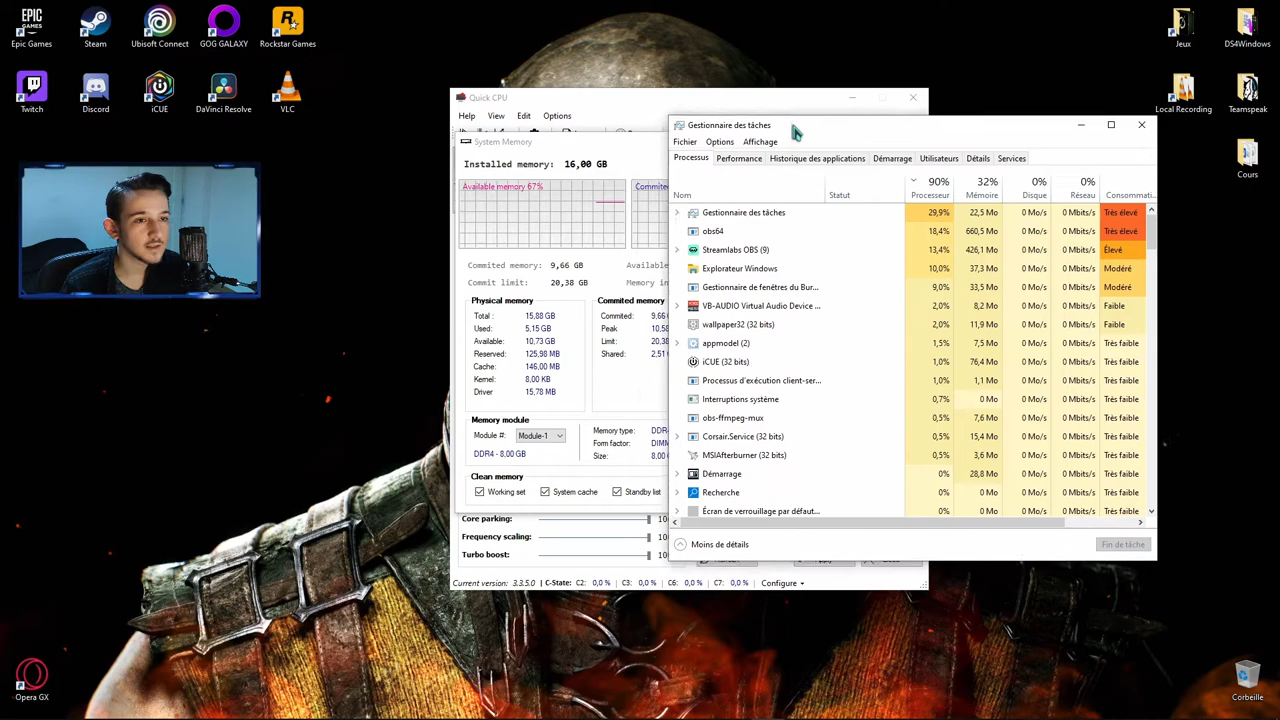 EPIC
GAMES
Epic Games
Steam
Ubisoft Connect
GOG GALAXY
Rockstar Games
Twitch
Discord
iCUE
DaVinci Resolve
VLC
Jeux
DS4Windows
Local Recording
Teamspeak
Cours
Opera GX
Corbeille
Quick CPU
Help View Edit Options
System Memory
Installed memory: 16,00 GB
Available memory 67%
Commited memory: 9,66 GB
Commit limit: 20,38 GB
Physical memory
Total : 15,88 GB
Used: 5,15 GB
Available: 10,73 GB
Reserved: 125,98 MB
Cache: 146,00 MB
Kernel: 8,00 KB
Driver 15,78 MB
Commited memory
Commited: 9,66
Peak 10,58
Limit: 20,38
Shared: 2,51
Memory module
Module #: Module-1
DDR4 - 8,00 GB
Memory type: DDR
Form factor: DIMM
Size: 8,00
Clean memory
Working set System cache Standby list
Core parking:
Frequency scaling:
Turbo boost:
Current version: 3.3.5.0 C-State: C2: 0,0 % C3: 0,0 % C6: 0,0 % C7: 0,0 % Configure
Gestionnaire des tâches
Fichier Options Affichage
Processus Performance Historique des applications Démarrage Utilisateurs Détails Services
90% 32% 0% 0%
Nom Statut Processeur Mémoire Disque Réseau Consommati...
Gestionnaire des tâches 29,9% 22,5 Mo 0 Mo/s 0 Mbits/s Très élevé
obs64 18,4% 660,5 Mo 0 Mo/s 0 Mbits/s Très élevé
Streamlabs OBS (9) 13,4% 426,1 Mo 0 Mo/s 0 Mbits/s Élevé
Explorateur Windows 10,0% 37,3 Mo 0 Mo/s 0 Mbits/s Modéré
Gestionnaire de fenêtres du Bur... 9,0% 33,5 Mo 0 Mo/s 0 Mbits/s Modéré
VB-AUDIO Virtual Audio Device ... 2,0% 8,2 Mo 0 Mo/s 0 Mbits/s Faible
wallpaper32 (32 bits) 2,0% 11,9 Mo 0 Mo/s 0 Mbits/s Faible
appmodel (2) 1,5% 7,5 Mo 0 Mo/s 0 Mbits/s Très faible
iCUE (32 bits) 1,0% 76,4 Mo 0 Mo/s 0 Mbits/s Très faible
Processus d'exécution client-ser... 1,0% 1,1 Mo 0 Mo/s 0 Mbits/s Très faible
Interruptions système 0,7% 0 Mo 0 Mo/s 0 Mbits/s Très faible
obs-ffmpeg-mux 0,5% 7,6 Mo 0 Mo/s 0 Mbits/s Très faible
Corsair.Service (32 bits) 0,5% 15,4 Mo 0 Mo/s 0 Mbits/s Très faible
MSIAfterburner (32 bits) 0,5% 3,6 Mo 0 Mo/s 0 Mbits/s Très faible
Démarrage 0% 28,8 Mo 0 Mo/s 0 Mbits/s Très faible
Recherche 0% 0 Mo 0 Mo/s 0 Mbits/s Très faible
Écran de verrouillage par défaut... 0% 0 Mo 0 Mo/s 0 Mbits/s Très faible
Moins de détails
Fin de tâche